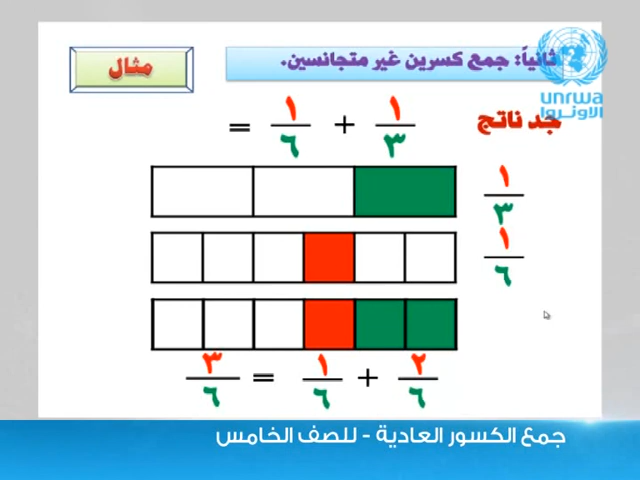 ثانياً: جمع كسرين غير متجانسين.
مثال
unrwa
الأونروا
جد ناتج ١/٣ + ١/٦ =
١/٣
١/٦
٢/٦ + ١/٦ = ٣/٦
جمع الكسور العادية - للصف الخامس